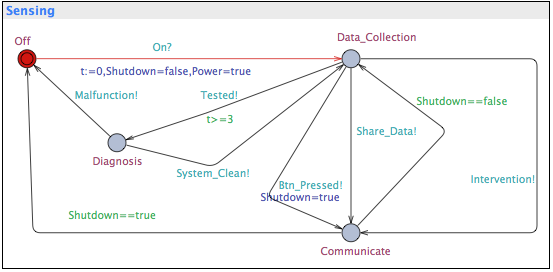 Sensing
Off
Data_Collection
On?
t:=0,Shutdown=false,Power=true
Malfunction!
Tested!
Shutdown==false
t>=3
Share_Data!
Diagnosis
System_Clean!
Btn_Pressed!
Intervention!
Shutdown=true
Shutdown==true
Communicate